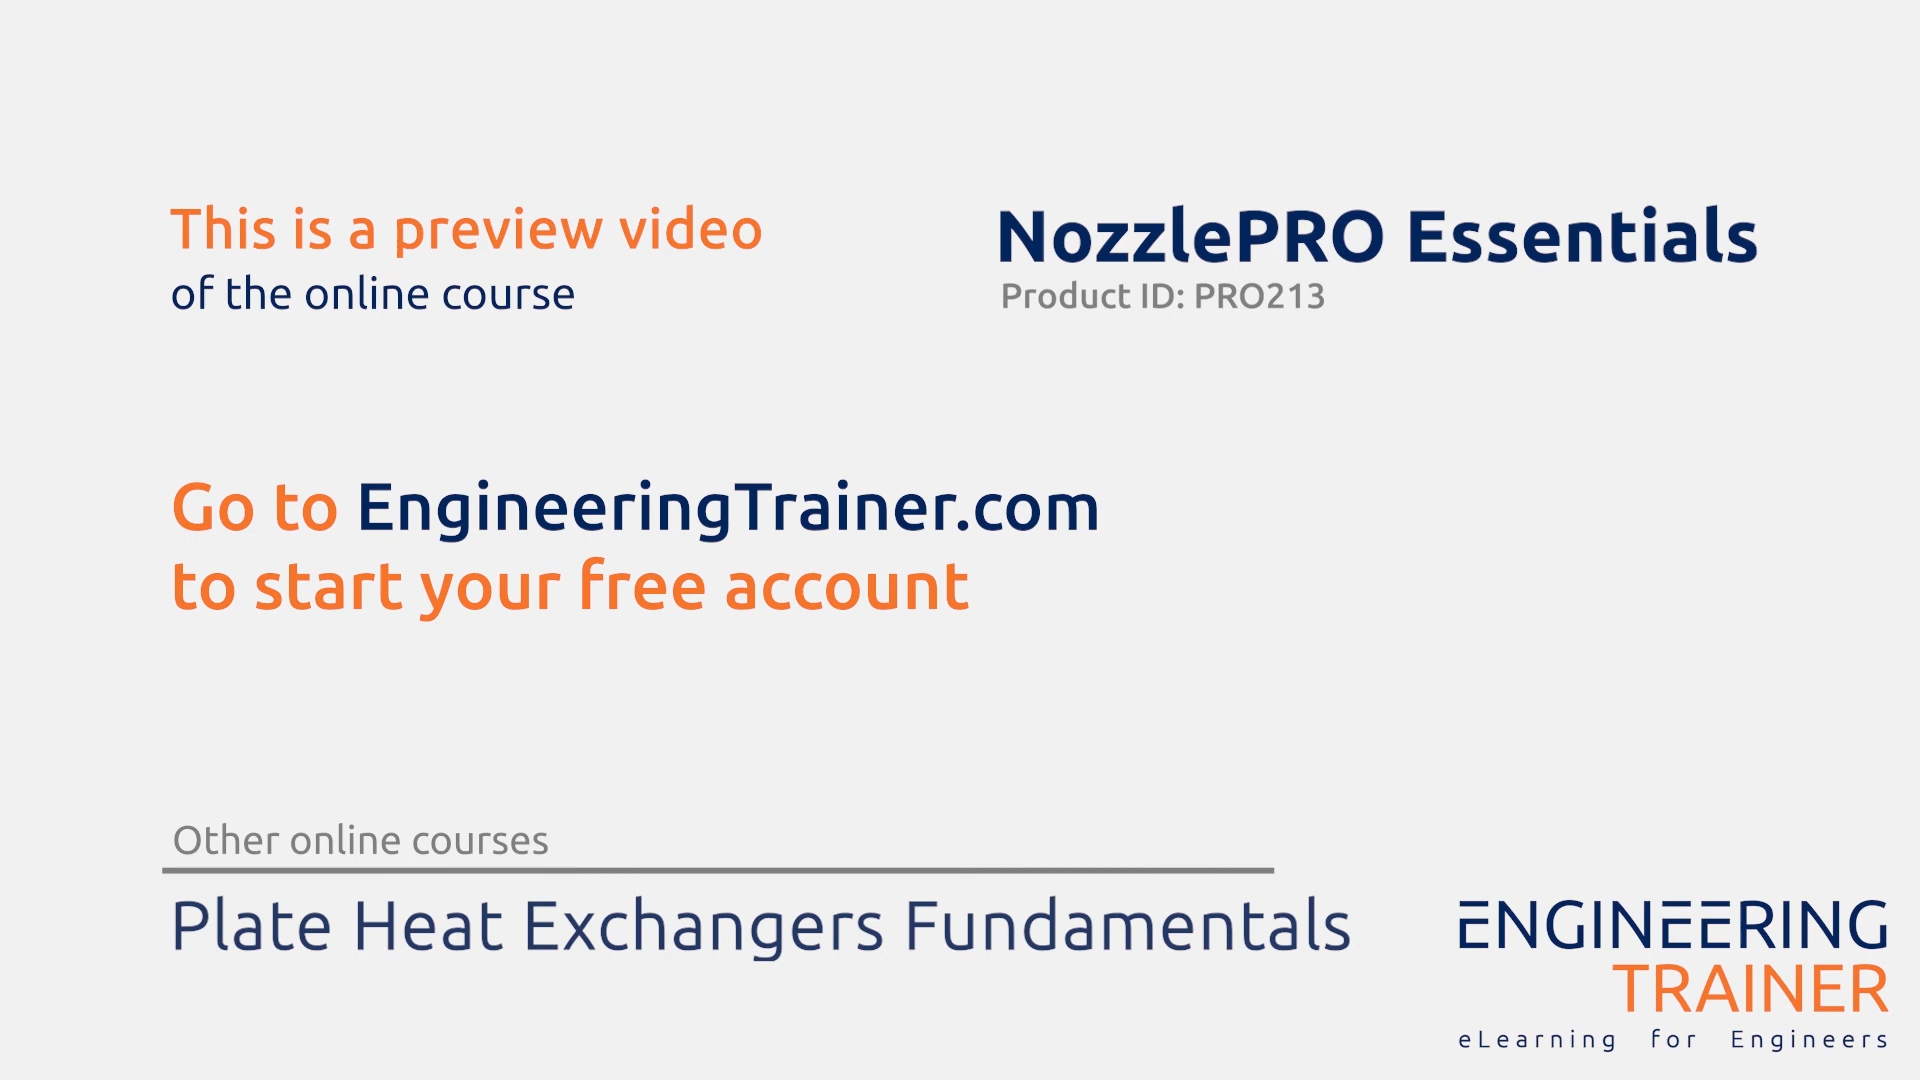 This is a preview video
of the online course
NozzlePRO Essentials
Product ID: PRO213
Go to EngineeringTrainer.com
to start your free account
Other online courses
Plate Heat Exchangers Fundamentals
ENGINEERING
TRAINER
eLearning for Engineers